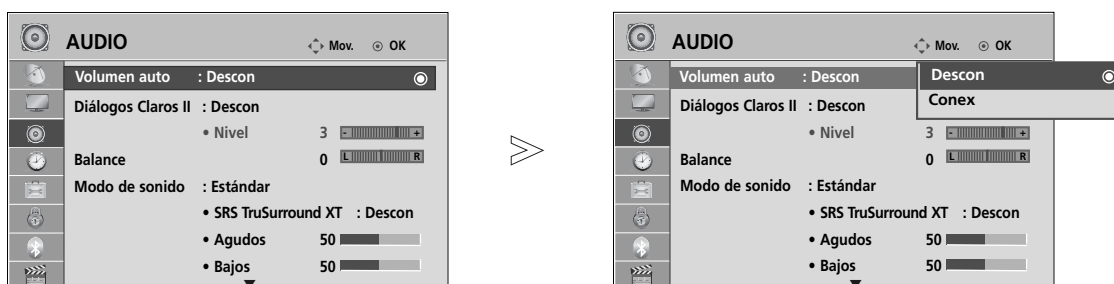 AUDIO Mov. OK
Volumen auto : Descon
Diálogos Claros II : Descon
• Nivel 3 - +
Balance 0 L R
Modo de sonido : Estándar
• SRS TruSurround XT : Descon
• Agudos 50
• Bajos 50
AUDIO Mov. OK
Volumen auto : Descon
Descon
Conex
Diálogos Claros II : Descon
• Nivel 3 - +
Balance 0 L R
Modo de sonido : Estándar
• SRS TruSurround XT : Descon
• Agudos 50
• Bajos 50